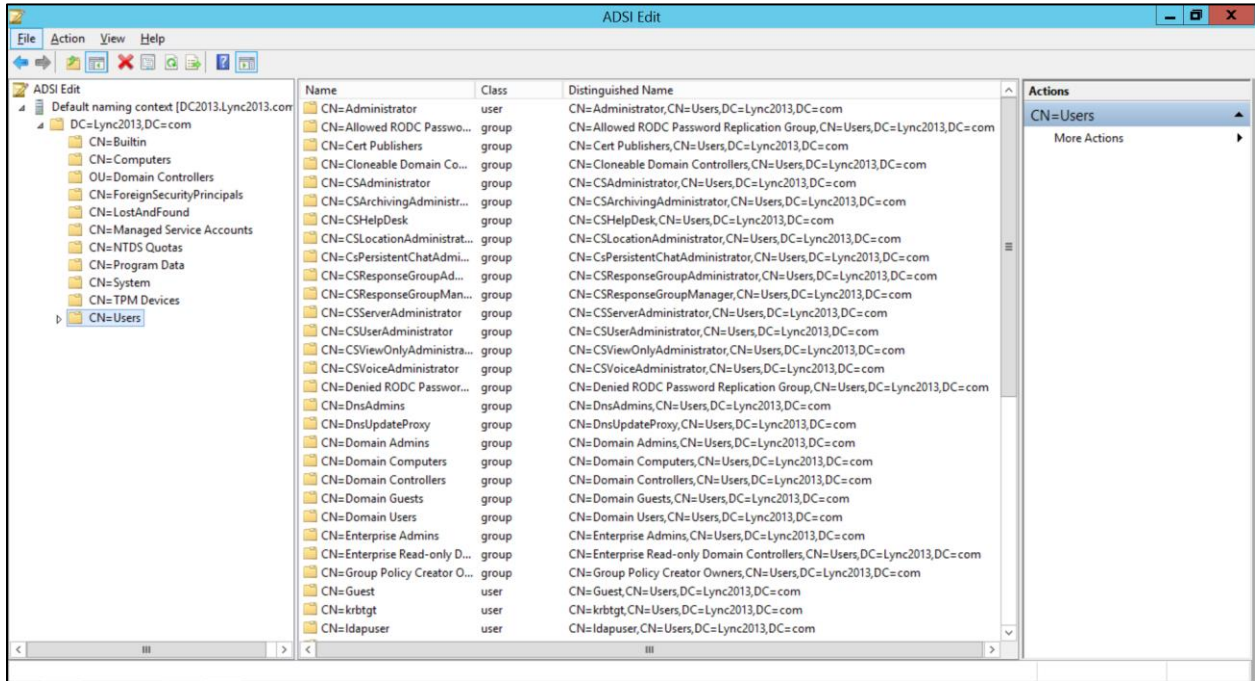 ADSI Edit
File Action View Help
ADSI Edit
Default naming context [DC2013.Lync2013.com
DC=Lync2013,DC=com
CN=Builtin
CN=Computers
OU=Domain Controllers
CN=ForeignSecurityPrincipals
CN=LostAndFound
CN=Managed Service Accounts
CN=NTDS Quotas
CN=Program Data
CN=System
CN=TPM Devices
CN=Users
Name Class Distinguished Name
CN=Administrator user CN=Administrator,CN=Users,DC=Lync2013,DC=com
CN=Allowed RODC Passwo... group CN=Allowed RODC Password Replication Group,CN=Users,DC=Lync2013,DC=com
CN=Cert Publishers group CN=Cert Publishers,CN=Users,DC=Lync2013,DC=com
CN=Cloneable Domain Co... group CN=Cloneable Domain Controllers,CN=Users,DC=Lync2013,DC=com
CN=CSAdministrator group CN=CSAdministrator,CN=Users,DC=Lync2013,DC=com
CN=CSArchivingAdministr... group CN=CSArchivingAdministrator,CN=Users,DC=Lync2013,DC=com
CN=CSHelpDesk group CN=CSHelpDesk,CN=Users,DC=Lync2013,DC=com
CN=CSLocationAdministrat... group CN=CSLocationAdministrator,CN=Users,DC=Lync2013,DC=com
CN=CsPersistentChatAdmi... group CN=CsPersistentChatAdministrator,CN=Users,DC=Lync2013,DC=com
CN=CSResponseGroupAd... group CN=CSResponseGroupAdministrator,CN=Users,DC=Lync2013,DC=com
CN=CSResponseGroupMan... group CN=CSResponseGroupManager,CN=Users,DC=Lync2013,DC=com
CN=CSServerAdministrator group CN=CSServerAdministrator,CN=Users,DC=Lync2013,DC=com
CN=CSUserAdministrator group CN=CSUserAdministrator,CN=Users,DC=Lync2013,DC=com
CN=CSViewOnlyAdministra... group CN=CSViewOnlyAdministrator,CN=Users,DC=Lync2013,DC=com
CN=CSVoiceAdministrator group CN=CSVoiceAdministrator,CN=Users,DC=Lync2013,DC=com
CN=Denied RODC Passwor... group CN=Denied RODC Password Replication Group,CN=Users,DC=Lync2013,DC=com
CN=DnsAdmins group CN=DnsAdmins,CN=Users,DC=Lync2013,DC=com
CN=DnsUpdateProxy group CN=DnsUpdateProxy,CN=Users,DC=Lync2013,DC=com
CN=Domain Admins group CN=Domain Admins,CN=Users,DC=Lync2013,DC=com
CN=Domain Computers group CN=Domain Computers,CN=Users,DC=Lync2013,DC=com
CN=Domain Controllers group CN=Domain Controllers,CN=Users,DC=Lync2013,DC=com
CN=Domain Guests group CN=Domain Guests,CN=Users,DC=Lync2013,DC=com
CN=Domain Users group CN=Domain Users,CN=Users,DC=Lync2013,DC=com
CN=Enterprise Admins group CN=Enterprise Admins,CN=Users,DC=Lync2013,DC=com
CN=Enterprise Read-only D... group CN=Enterprise Read-only Domain Controllers,CN=Users,DC=Lync2013,DC=com
CN=Group Policy Creator O... group CN=Group Policy Creator Owners,CN=Users,DC=Lync2013,DC=com
CN=Guest user CN=Guest,CN=Users,DC=Lync2013,DC=com
CN=krbtgt user CN=krbtgt,CN=Users,DC=Lync2013,DC=com
CN=ldapuser user CN=ldapuser,CN=Users,DC=Lync2013,DC=com
Actions
CN=Users
More Actions